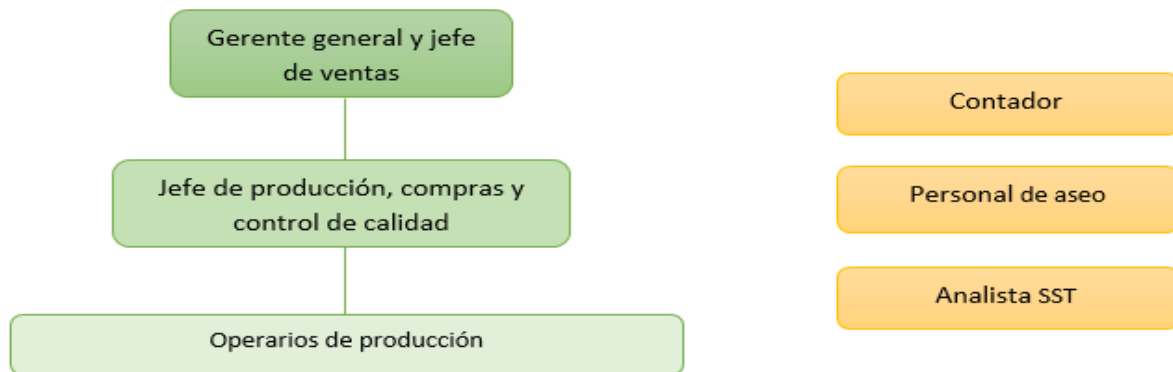 Gerente general y jefe
de ventas
Jefe de producción, compras y
control de calidad
Operarios de producción
Contador
Personal de aseo
Analista SST